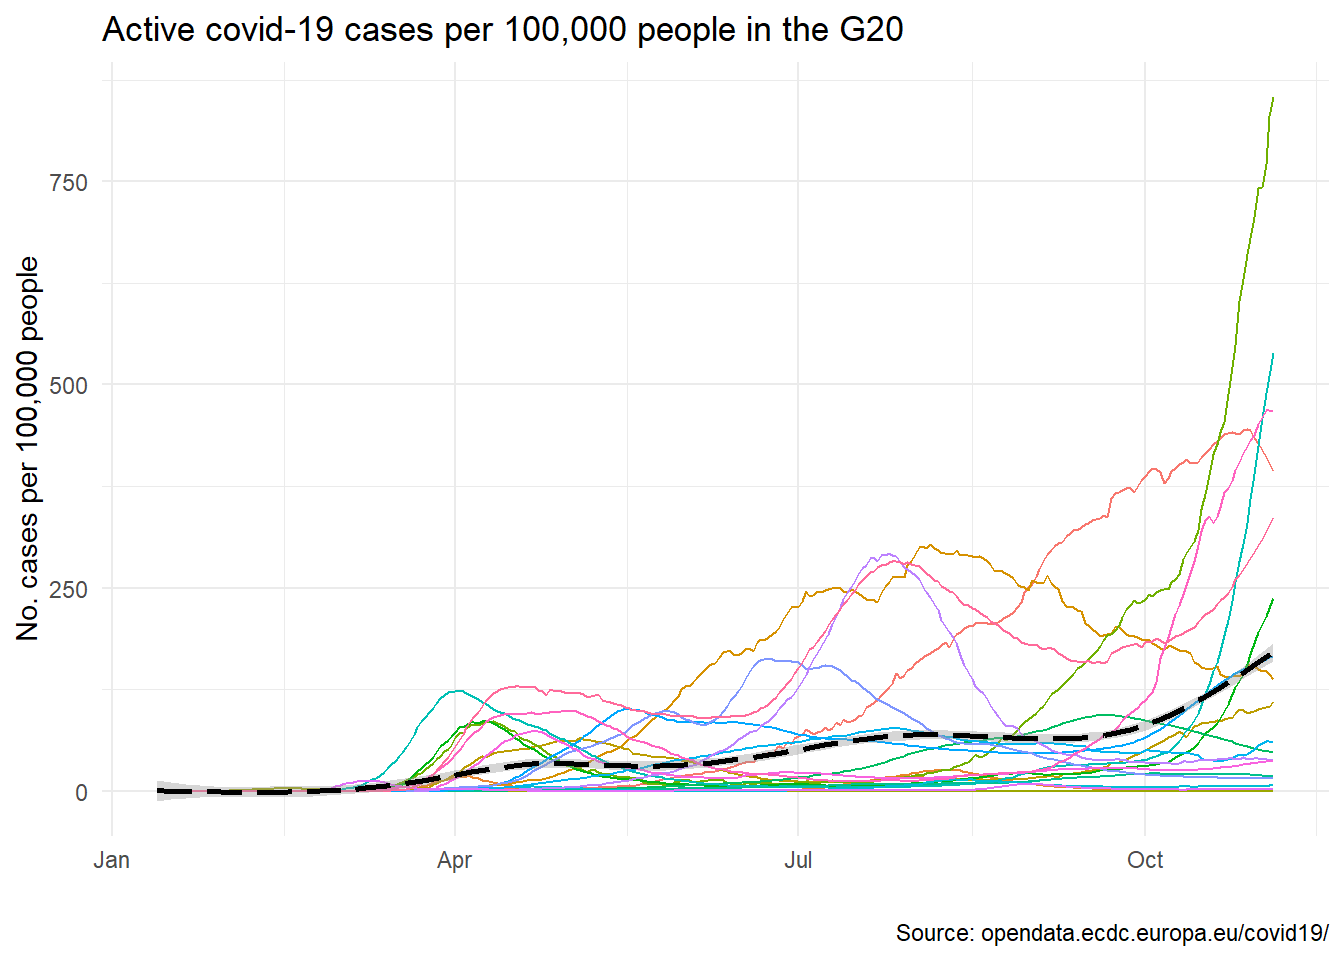 Active covid-19 cases per 100,000 people in the G20
No. cases per 100,000 people
750
500
250
0
Jan Apr Jul Oct
Source: opendata.ecdc.europa.eu/covid19/